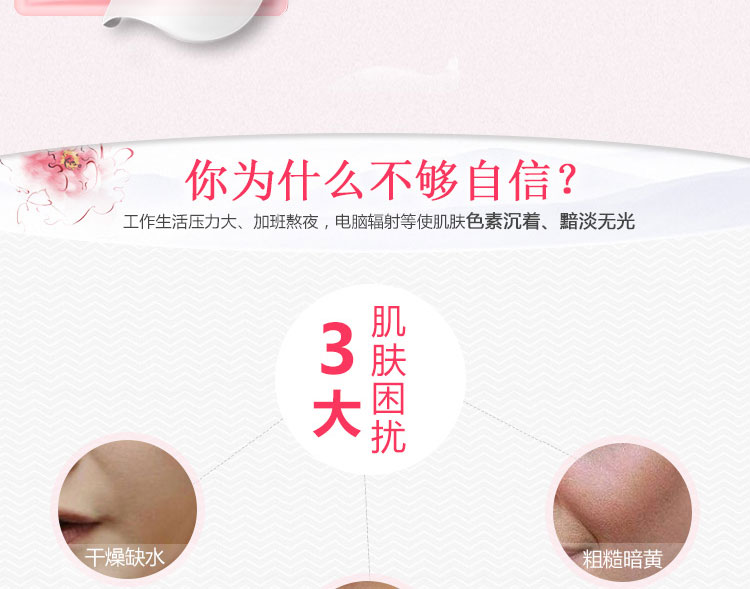 你为什么不够自信？
工作生活压力大、加班熬夜，电脑辐射等使肌肤色素沉着、黯淡无光
3大
肌肤困扰
干燥缺水
粗糙暗黄